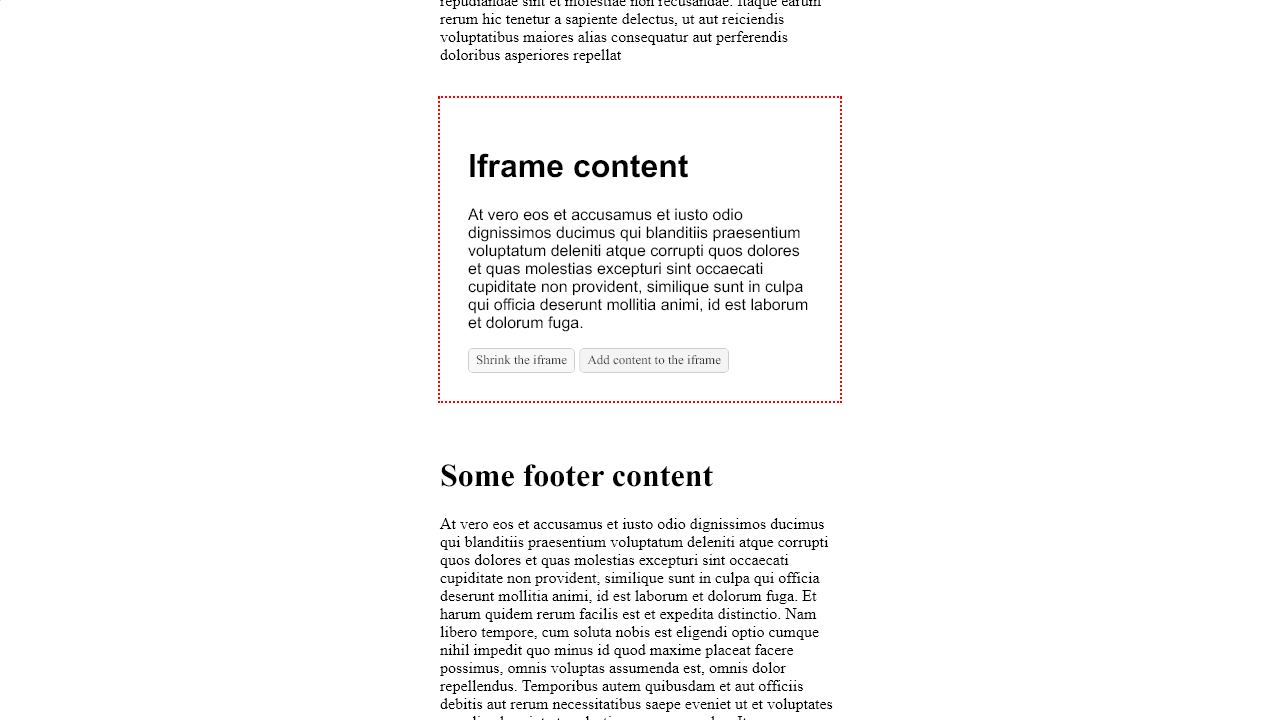 repudiandae sint et molestiae non recusandae. Itaque earum
rerum hic tenetur a sapiente delectus, ut aut reiciendis
voluptatibus maiores alias consequatur aut perferendis
doloribus asperiores repellat
Iframe content
At vero eos et accusamus et iusto odio
dignissimos ducimus qui blanditiis praesentium
voluptatum deleniti atque corrupti quos dolores
et quas molestias excepturi sint occaecati
cupiditate non provident, similique sunt in culpa
qui officia deserunt mollitia animi, id est laborum
et dolorum fuga.
Shrink the iframe Add content to the iframe
Some footer content
At vero eos et accusamus et iusto odio dignissimos ducimus
qui blanditiis praesentium voluptatum deleniti atque corrupti
quos dolores et quas molestias excepturi sint occaecati
cupiditate non provident, similique sunt in culpa qui officia
deserunt mollitia animi, id est laborum et dolorum fuga. Et
harum quidem rerum facilis est et expedita distinctio. Nam
libero tempore, cum soluta nobis est eligendi optio cumque
nihil impedit quo minus id quod maxime placeat facere
possimus, omnis voluptas assumenda est, omnis dolor
repellendus. Temporibus autem quibusdam et aut officiis
debitis aut rerum necessitatibus saepe eveniet ut et voluptates